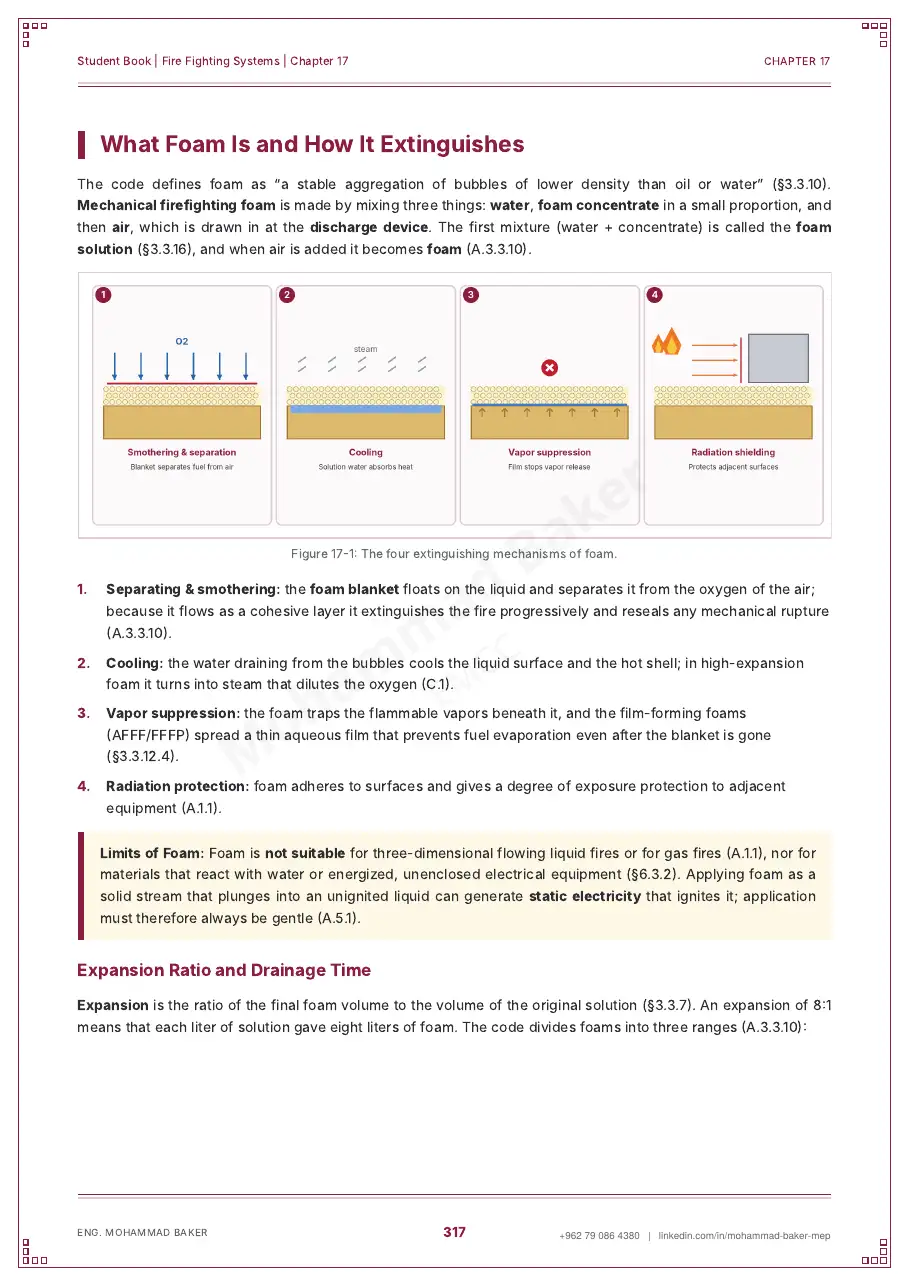 Student Book | Fire Fighting Systems | Chapter 17
CHAPTER 17
What Foam Is and How It Extinguishes
The code defines foam as “a stable aggregation of bubbles of lower density than oil or water” (§3.3.10).
Mechanical firefighting foam is made by mixing three things: water, foam concentrate in a small proportion, and
then air, which is drawn in at the discharge device. The first mixture (water + concentrate) is called the foam
solution (§3.3.16), and when air is added it becomes foam (A.3.3.10).
1
O2
Smothering & separation
Blanket separates fuel from air
2
steam
Cooling
Solution water absorbs heat
3
Vapor suppression
Film stops vapor release
4
Radiation shielding
Protects adjacent surfaces
Figure 17-1: The four extinguishing mechanisms of foam.
1. Separating & smothering: the foam blanket floats on the liquid and separates it from the oxygen of the air;
because it flows as a cohesive layer it extinguishes the fire progressively and reseals any mechanical rupture
(A.3.3.10).
2. Cooling: the water draining from the bubbles cools the liquid surface and the hot shell; in high-expansion
foam it turns into steam that dilutes the oxygen (C.1).
3. Vapor suppression: the foam traps the flammable vapors beneath it, and the film-forming foams
(AFFF/FFFP) spread a thin aqueous film that prevents fuel evaporation even after the blanket is gone
(§3.3.12.4).
4. Radiation protection: foam adheres to surfaces and gives a degree of exposure protection to adjacent
equipment (A.1.1).
Limits of Foam: Foam is not suitable for three-dimensional flowing liquid fires or for gas fires (A.1.1), nor for
materials that react with water or energized, unenclosed electrical equipment (§6.3.2). Applying foam as a
solid stream that plunges into an unignited liquid can generate static electricity that ignites it; application
must therefore always be gentle (A.5.1).
Expansion Ratio and Drainage Time
Expansion is the ratio of the final foam volume to the volume of the original solution (§3.3.7). An expansion of 8:1
means that each liter of solution gave eight liters of foam. The code divides foams into three ranges (A.3.3.10):
Mohammad Baker
ENG. MOHAMMAD BAKER
317
+962 79 086 4380 | linkedin.com/in/mohammad-baker-mep